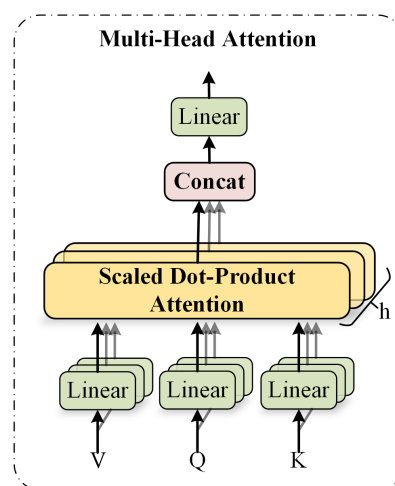 Multi-Head Attention
Linear
Concat
Scaled Dot-Product
Attention
h
Linear
Linear
Linear
V
Q
K